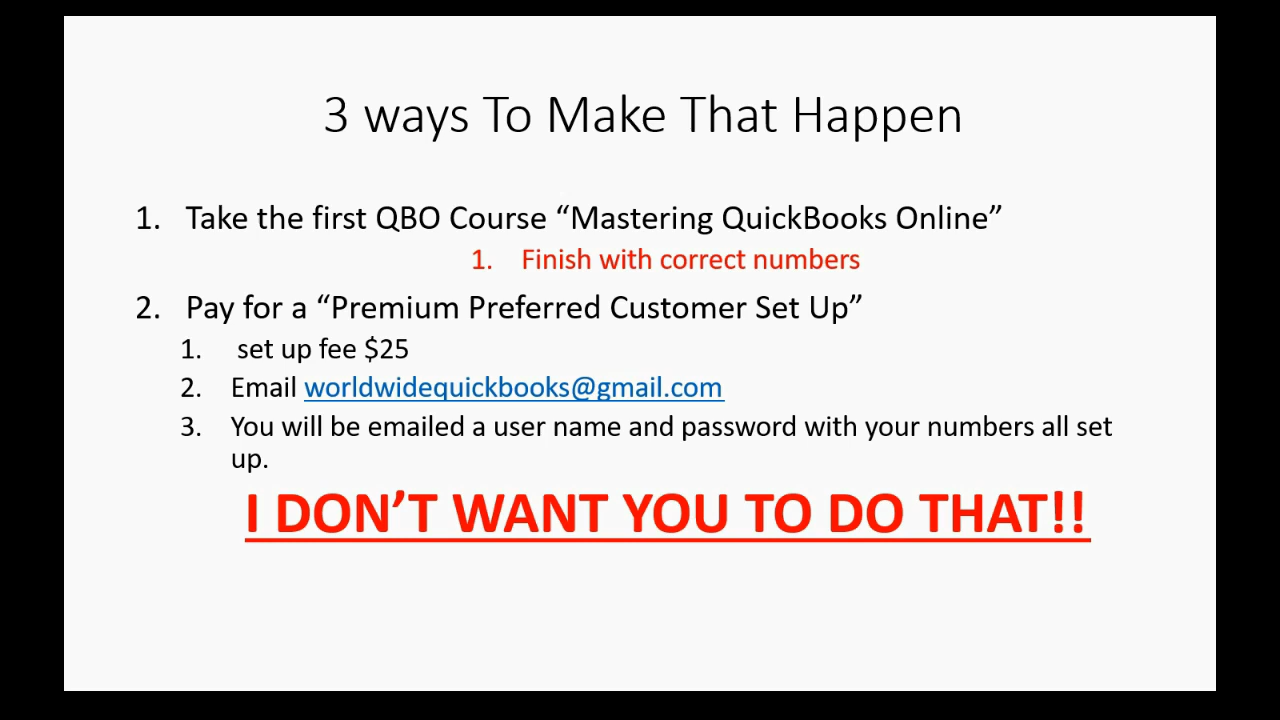 3 ways To Make That Happen
1. Take the first QBO Course “Mastering QuickBooks Online”
1. Finish with correct numbers
2. Pay for a “Premium Preferred Customer Set Up”
1. set up fee $25
2. Email worldwidequickbooks@gmail.com
3. You will be emailed a user name and password with your numbers all set
up.
I DON’T WANT YOU TO DO THAT!!